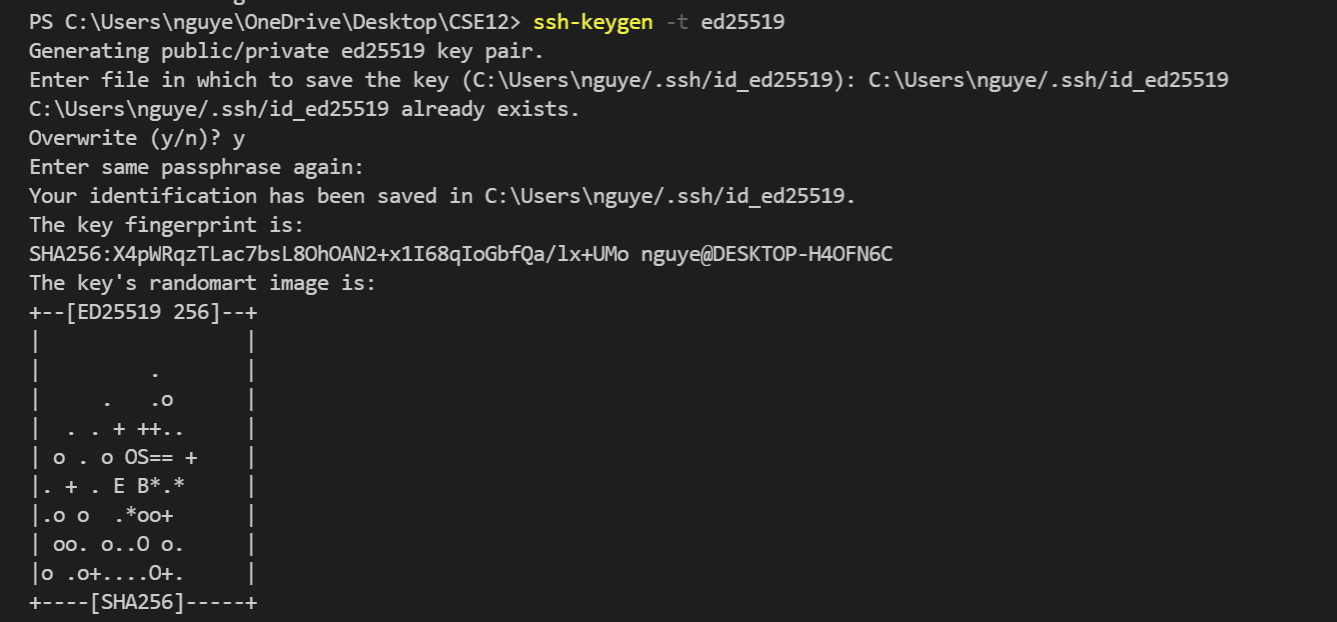 PS C:\Users\nguye\OneDrive\Desktop\CSE12> ssh-keygen -t ed25519
Generating public/private ed25519 key pair.
Enter file in which to save the key (C:\Users\nguye/.ssh/id_ed25519): C:\Users\nguye/.ssh/id_ed25519
C:\Users\nguye/.ssh/id_ed25519 already exists.
Overwrite (y/n)? y
Enter same passphrase again:
Your identification has been saved in C:\Users\nguye/.ssh/id_ed25519.
The key fingerprint is:
SHA256:X4pWRqzTLac7bsL8OhOAN2+x1I68qIoGbfQa/lx+UMo nguye@DESKTOP-H4OFN6C
The key's randomart image is:
+--[ED25519 256]--+
|                 |
|         .       |
|     .   .o      |
|  . . + ++..     |
| o . o OS== +    |
|. + . E B*.*     |
|.o o  .*oo+      |
| oo. o..O o.     |
|o .o+....O+.     |
+----[SHA256]-----+